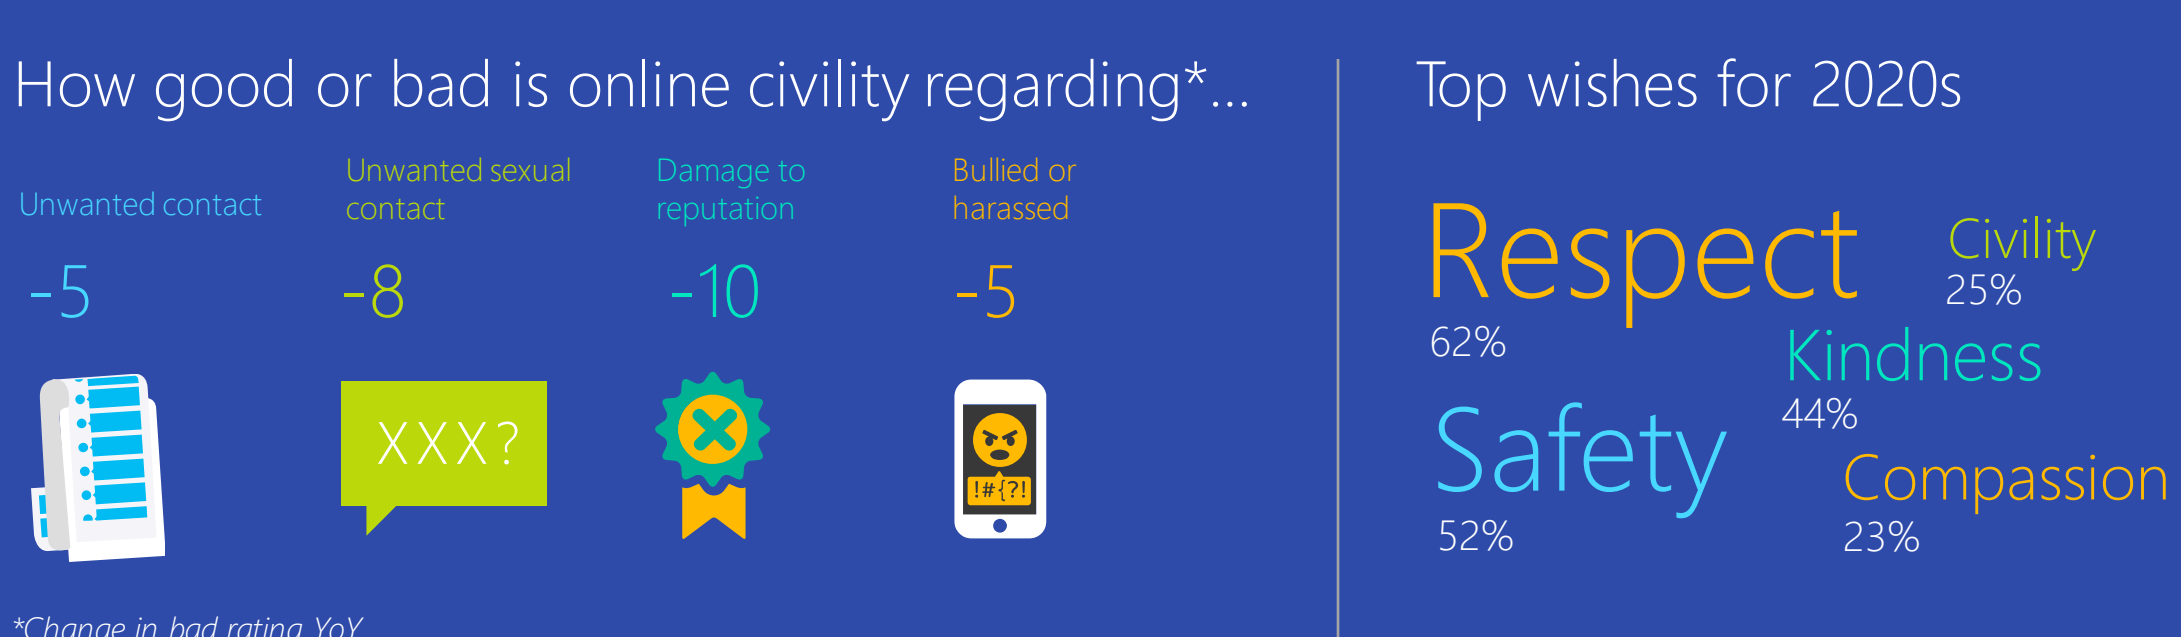 How good or bad is online civility regarding*...
Unwanted contact
-5
Unwanted sexual
contact
-8
XXX?
Damage to
reputation
-10
Bullied or
harassed
-5
!#{?!
*Change in bad rating YoY
Top wishes for 2020s
Respect
62%
Civility
25%
Kindness
44%
Safety
52%
Compassion
23%